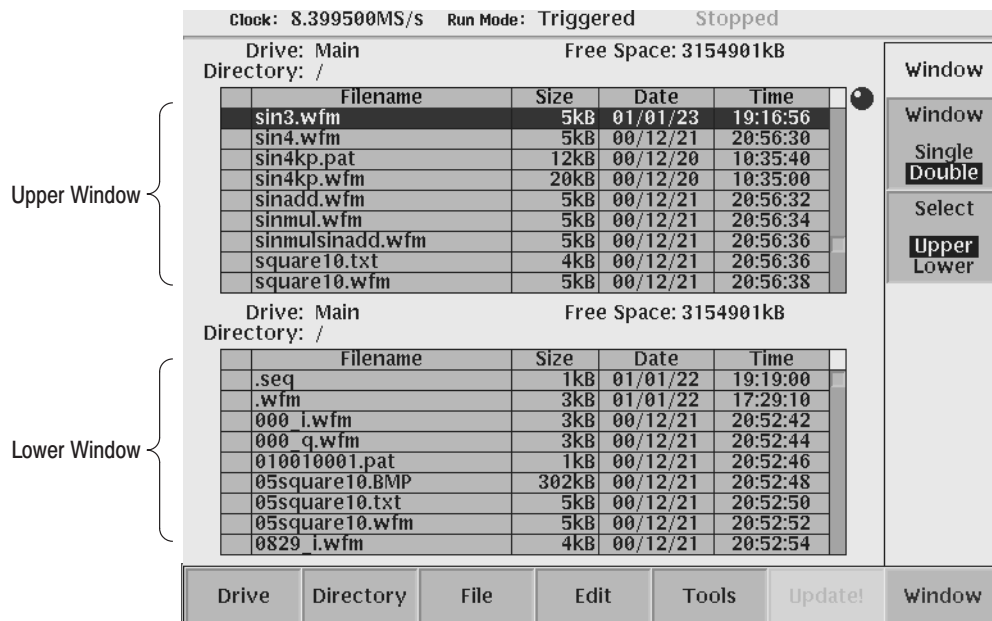 Clock: 8.399500MS/s Run Mode: Triggered Stopped
Drive: Main Free Space: 3154901kB
Directory: /
Filename Size Date Time
sin3.wfm 5kB 01/01/23 19:16:56
sin4.wfm 5kB 00/12/21 20:56:30
sin4kp.pat 12kB 00/12/20 10:35:40
sin4kp.wfm 20kB 00/12/20 10:35:00
sinadd.wfm 5kB 00/12/21 20:56:32
sinmul.wfm 5kB 00/12/21 20:56:34
sinmulsinadd.wfm 5kB 00/12/21 20:56:36
square10.txt 4kB 00/12/21 20:56:36
square10.wfm 5kB 00/12/21 20:56:38
Upper Window
Drive: Main Free Space: 3154901kB
Directory: /
Filename Size Date Time
.seq 1kB 01/01/22 19:19:00
.wfm 3kB 01/01/22 17:29:10
000_i.wfm 3kB 00/12/21 20:52:42
000_q.wfm 3kB 00/12/21 20:52:44
010010001.pat 1kB 00/12/21 20:52:46
05square10.BMP 302kB 00/12/21 20:52:48
05square10.txt 5kB 00/12/21 20:52:50
05square10.wfm 5kB 00/12/21 20:52:52
0829_i.wfm 4kB 00/12/21 20:52:54
Lower Window
Window
Window
Single
Double
Select
Upper
Lower
Drive Directory File Edit Tools Update! Window